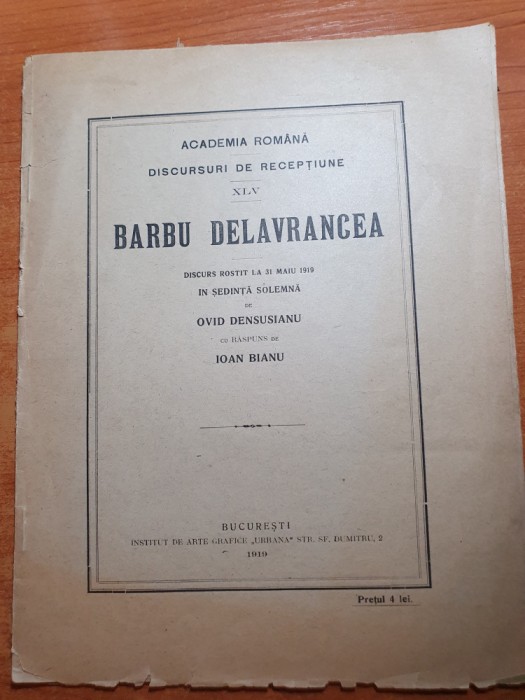 ACADEMIA ROMÂNĂ
DISCURSURI DE RECEPȚIUNE
XLV
BARBU DELAVRANCEA
DISCURS ROSTIT LA 31 MAIU 1919
IN ȘEDINȚĂ SOLEMNĂ
DE
OVID DENSUSIANU
CU RĂSPUNS DE
IOAN BIANU
BUCUREȘTI
INSTITUT DE ARTE GRAFICE „URBANA" STR. SF. DUMITRU, 2
1919
Prețul 4 lei.